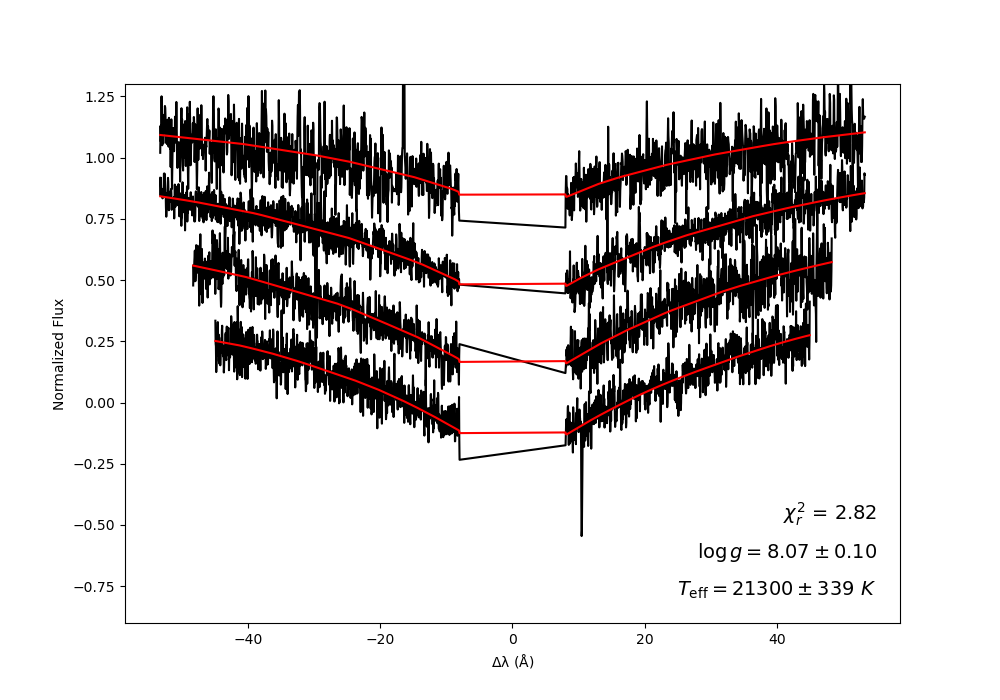 1.25
1.00
0.75
0.50
0.25
0.00
−0.25
−0.50
−0.75
Normalized Flux
χ²ᵣ = 2.82
log g = 8.07 ± 0.10
T_eff = 21300 ± 339 K
−40 −20 0 20 40
Δλ (Å)